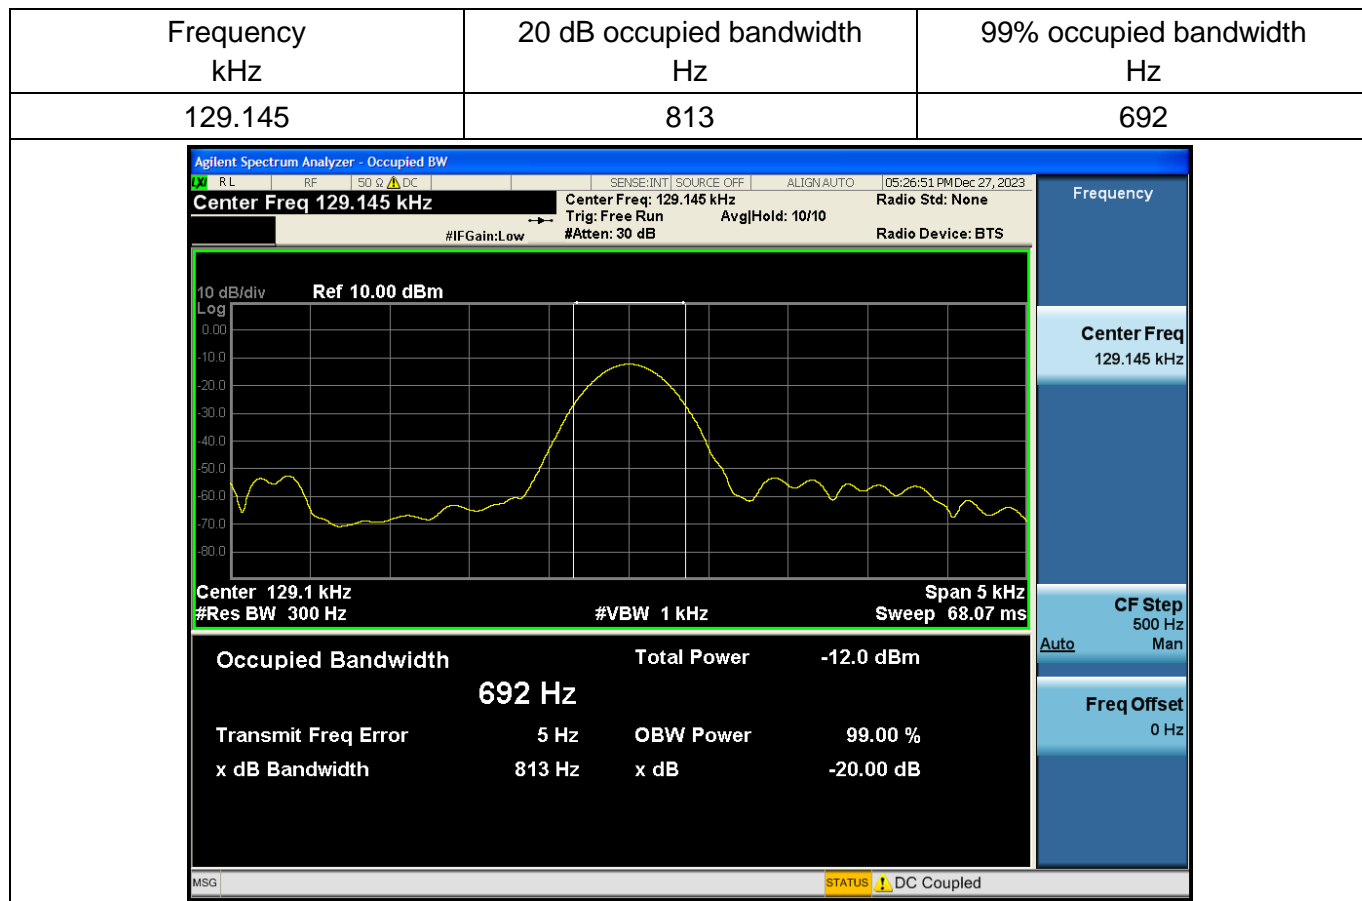 Frequency
kHz
20 dB occupied bandwidth
Hz
99% occupied bandwidth
Hz
129.145
813
692
Agilent Spectrum Analyzer - Occupied BW
LXI RL RF 50 Ω DC SENSE:INT SOURCE OFF ALIGN AUTO 05:26:51 PM Dec 27, 2023
Center Freq 129.145 kHz
Center Freq: 129.145 kHz
Radio Std: None
Trig: Free Run Avg|Hold: 10/10
#IFGain:Low #Atten: 30 dB Radio Device: BTS
10 dB/div Ref 10.00 dBm
Log
0.00
-10.0
-20.0
-30.0
-40.0
-50.0
-60.0
-70.0
-80.0
Center 129.1 kHz Span 5 kHz
#Res BW 300 Hz #VBW 1 kHz Sweep 68.07 ms
Occupied Bandwidth Total Power -12.0 dBm
692 Hz
Transmit Freq Error 5 Hz OBW Power 99.00 %
x dB Bandwidth 813 Hz x dB -20.00 dB
Frequency
Center Freq
129.145 kHz
CF Step
500 Hz
Auto Man
Freq Offset
0 Hz
MSG STATUS DC Coupled